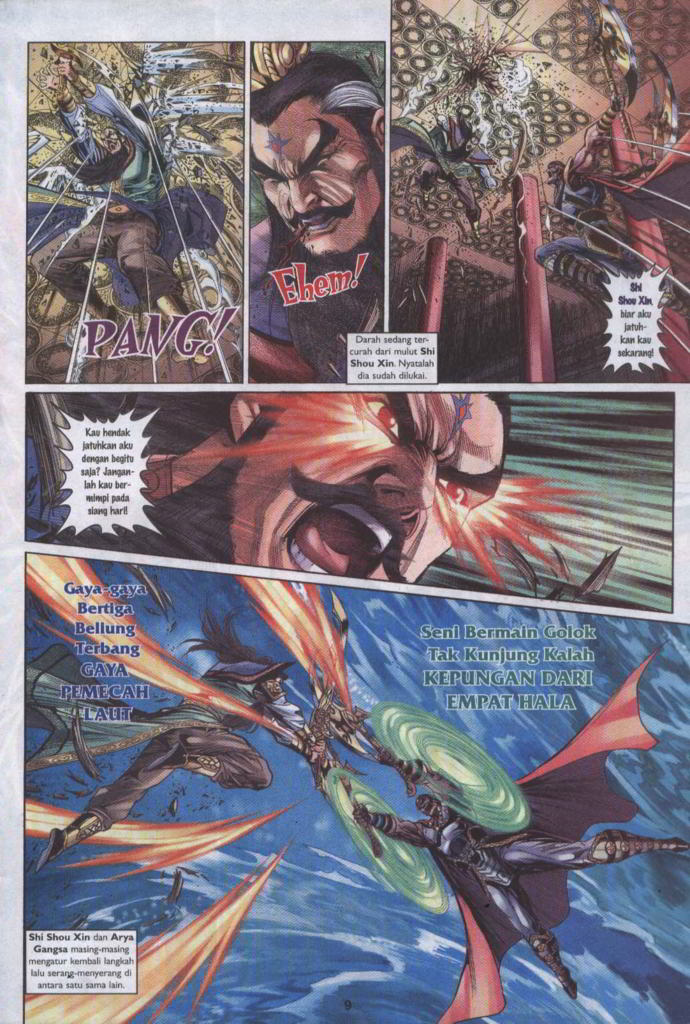 PANG!
Ehem!
Darah sedang ter-
curah dari mulut Shi
Shou Xin. Nyatalah
dia sudah dilukai.
Shi
Shou Xin,
biar aku
jatuh-
kan kau
sekarang!
Kau hendak
jatuhkan aku
dengan begitu
saja? Jangan-
lah kau ber-
mimpi pada
siang hari!
Gaya-gaya
Bertiga
Bellung
Terbang
GAYA
PEMECAH
LAUT
Seni Bermain Golok
Tak Kunjung Kalah
KEPUNGAN DARI
EMPAT HALA
Shi Shou Xin dan Arya
Gangsa masing-masing
mengatur kembali langkah
lalu serang-menyerang di
antara satu sama lain.
9